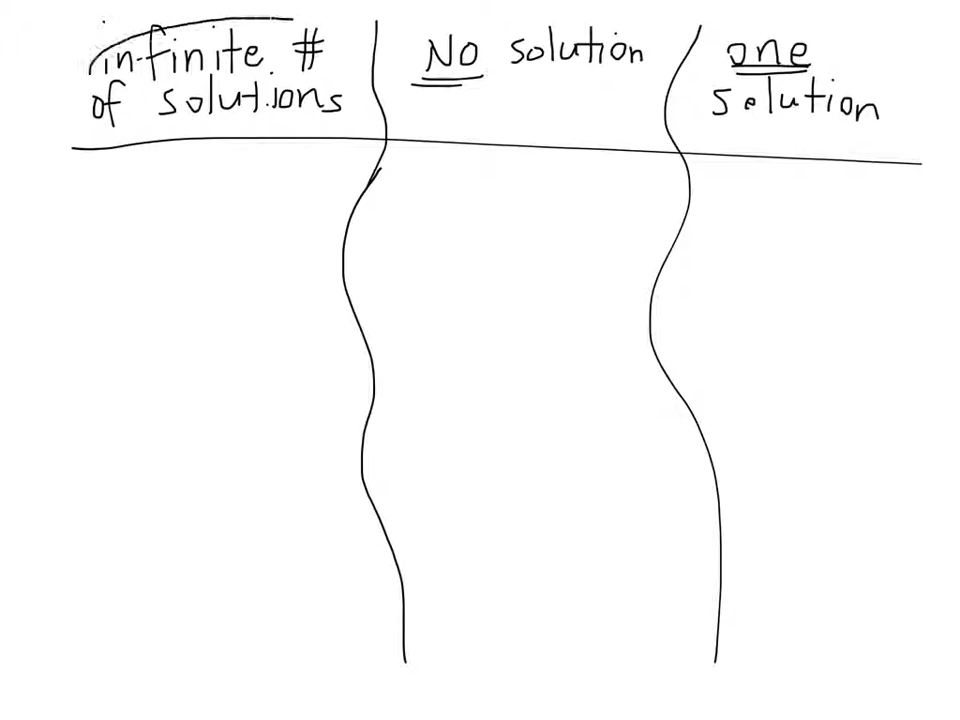 infinite #
of solutions
No solution
one
solution